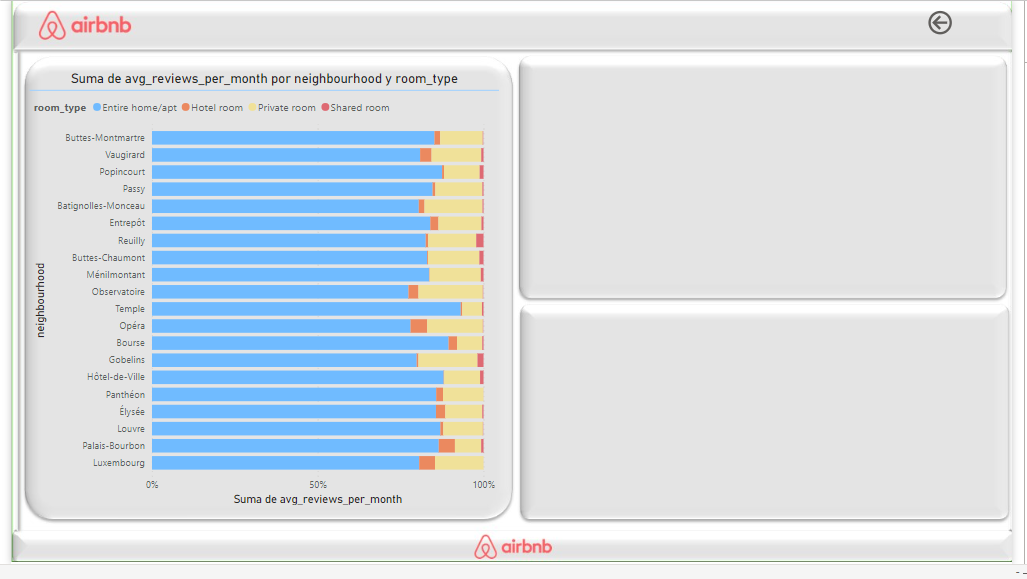 airbnb
Suma de avg_reviews_per_month por neighbourhood y room_type
room_type Entire home/apt Hotel room Private room Shared room
neighbourhood
Buttes-Montmartre
Vaugirard
Popincourt
Passy
Batignolles-Monceau
Entrepôt
Reuilly
Buttes-Chaumont
Ménilmontant
Observatoire
Temple
Opéra
Bourse
Gobelins
Hôtel-de-Ville
Panthéon
Élysée
Louvre
Palais-Bourbon
Luxembourg
0% 50% 100%
Suma de avg_reviews_per_month
airbnb